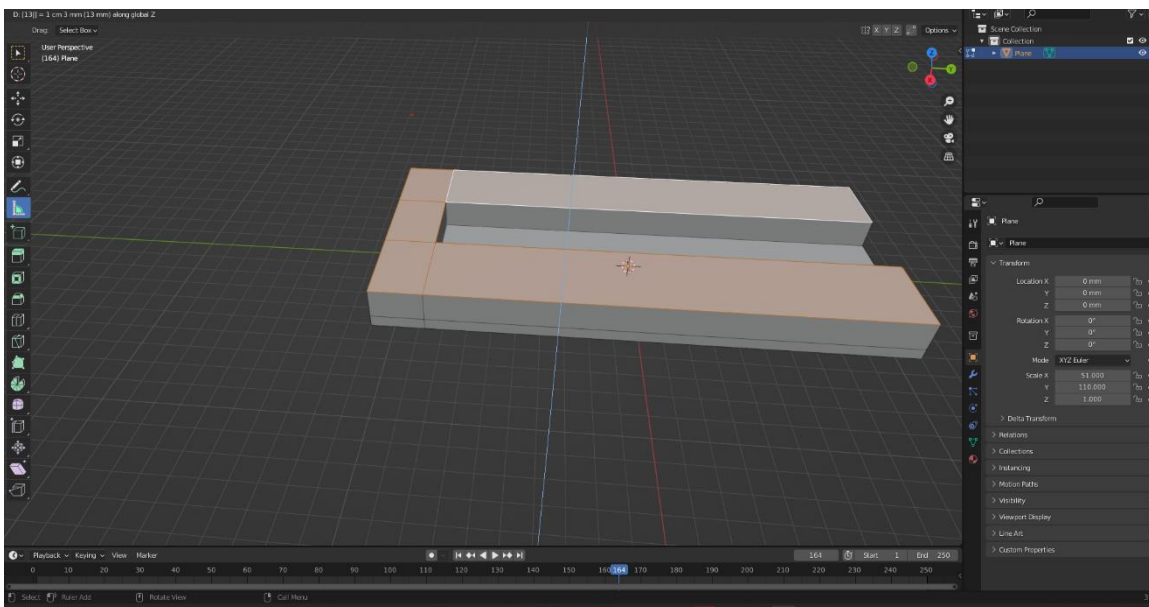 D: [13|] = 1 cm 3 mm (13 mm) along global Z
Drag: Select Box
X Y Z Options
User Perspective
(164) Plane
Z
Scene Collection
Collection
Plane
Plane
Plane
Transform
Location X 0 mm
Y 0 mm
Z 0 mm
Rotation X 0°
Y 0°
Z 0°
Mode XYZ Euler
Scale X 51.000
Y 110.000
Z 1.000
Delta Transform
Relations
Collections
Instancing
Motion Paths
Visibility
Viewport Display
Line Art
Custom Properties
Playback Keying View Marker 164 Start 1 End 250
0 10 20 30 40 50 60 70 80 90 100 110 120 130 140 150 160 164 170 180 190 200 210 220 230 240 250
Select Ruler Add Rotate View Call Menu